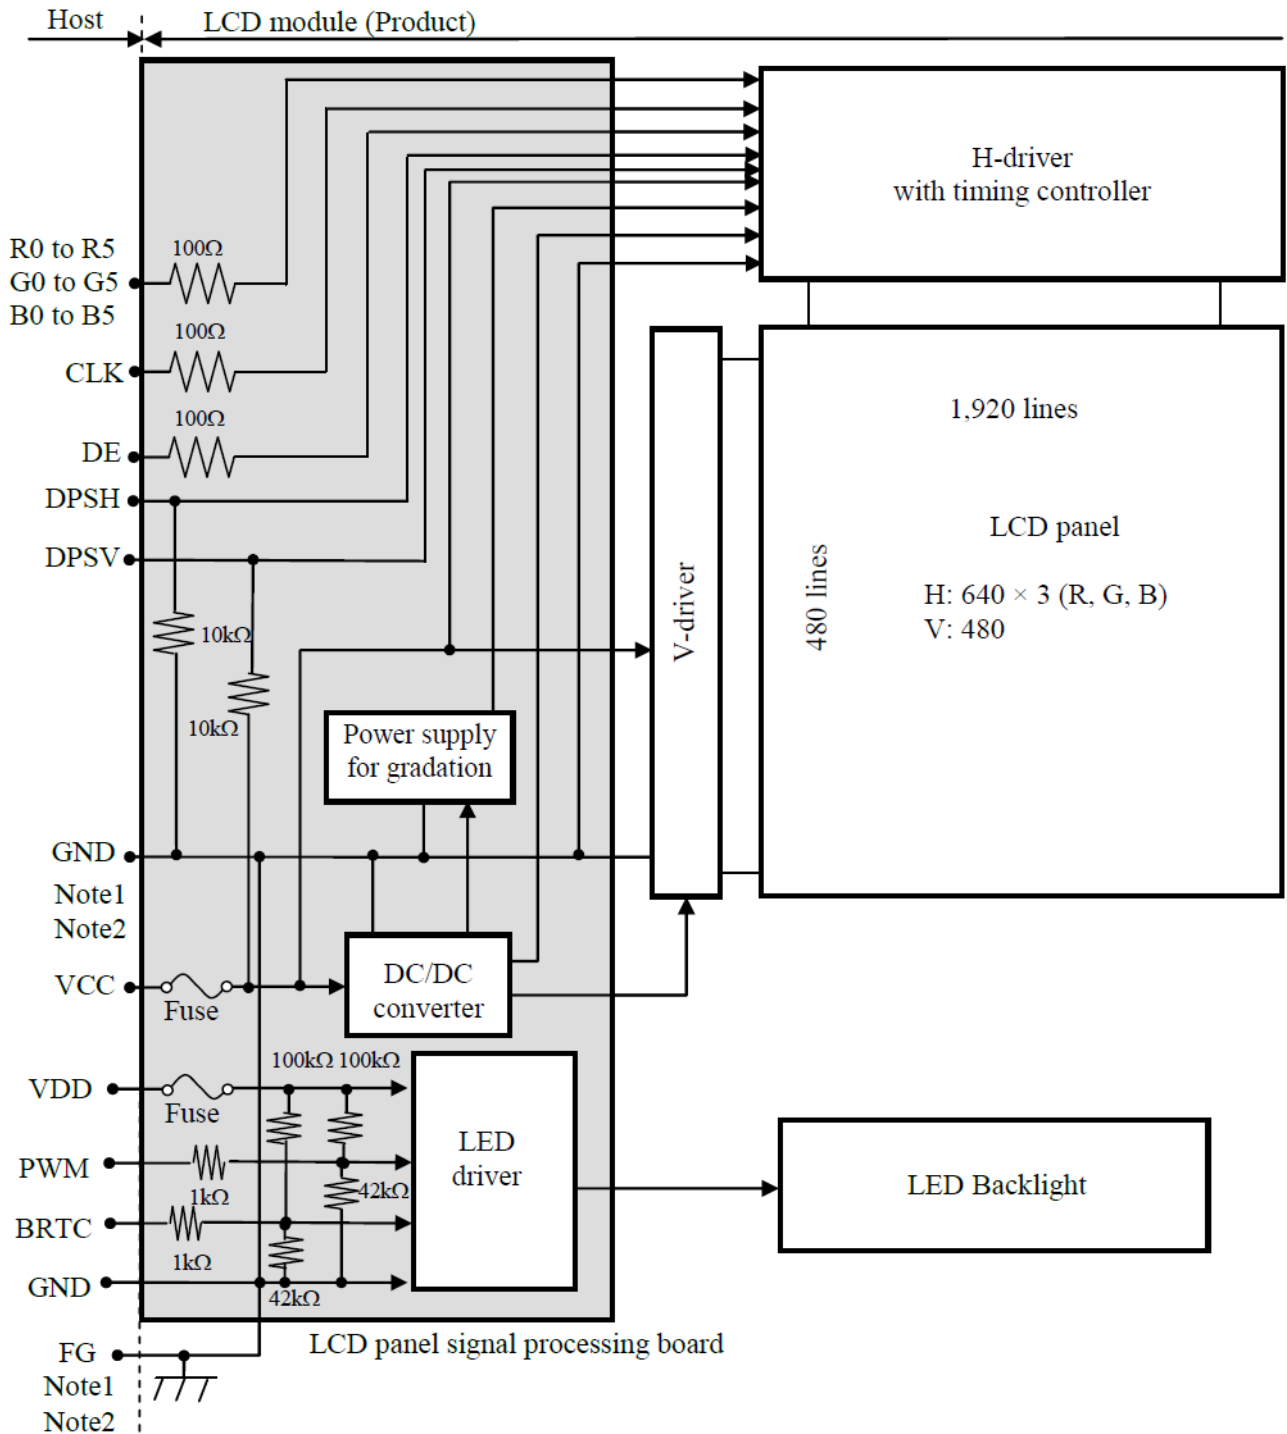 Host
LCD module (Product)
H-driver
with timing controller
R0 to R5
G0 to G5
B0 to B5
100Ω
100Ω
CLK
100Ω
DE
DPSH
DPSV
1,920 lines
LCD panel
480 lines
H: 640 × 3 (R, G, B)
V: 480
V-driver
10kΩ
10kΩ
Power supply
for gradation
GND
Note1
Note2
VCC
Fuse
DC/DC
converter
100kΩ 100kΩ
VDD
Fuse
LED
driver
PWM
1kΩ
42kΩ
BRTC
1kΩ
GND
42kΩ
LED Backlight
LCD panel signal processing board
FG
Note1
Note2